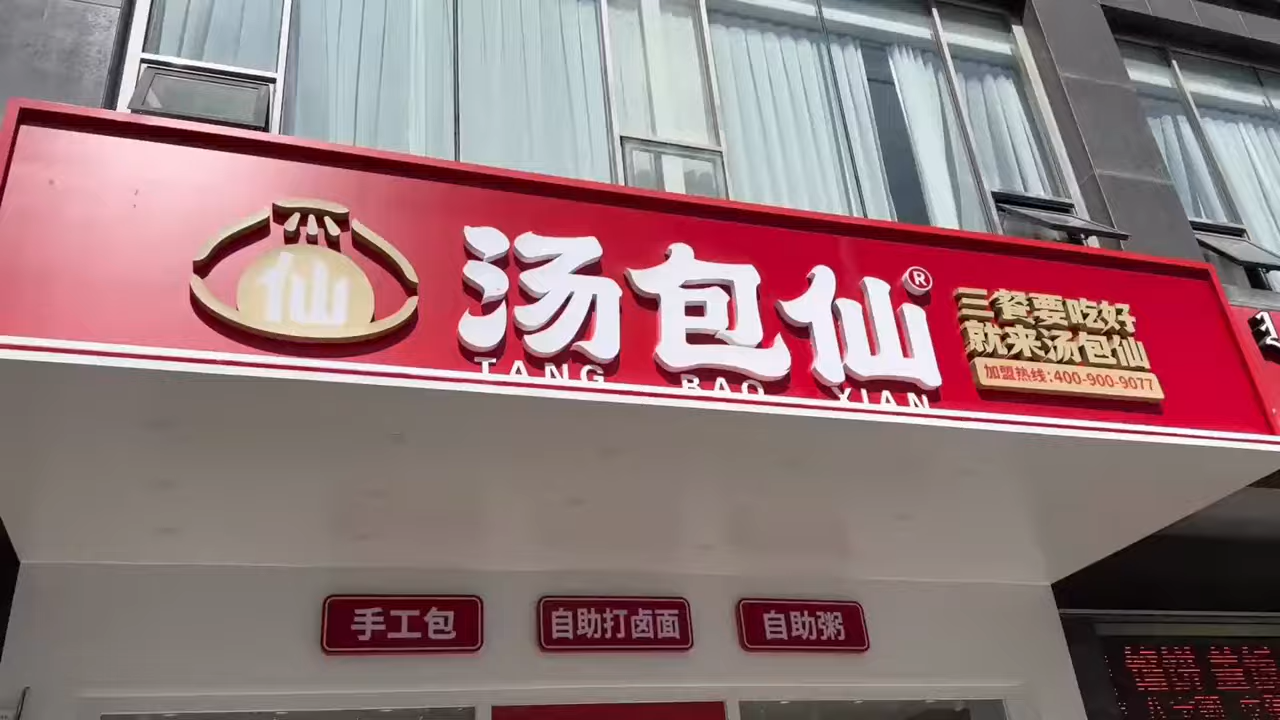 仙
汤包仙®
TANG BAO XIAN
三餐要吃好
就来汤包仙
加盟热线:400-900-9077
手工包
自助打卤面
自助粥